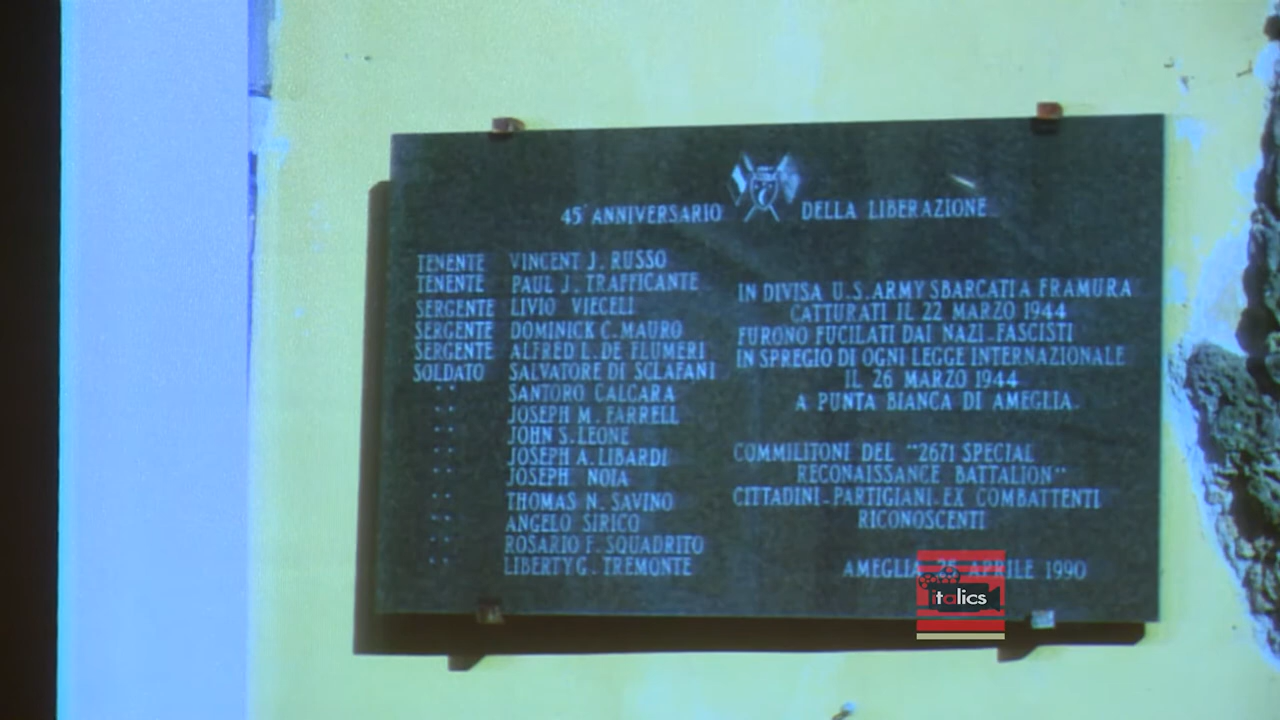 45° ANNIVERSARIO DELLA LIBERAZIONE
TENENTE VINCENT J. RUSSO
TENENTE PAUL J. TRAFFICANTE
SERGENTE LIVIO VIECELI
SERGENTE DOMINICK C. MAURO
SERGENTE ALFRED L. DE FLUMERI
SOLDATO SALVATORE DI SCLAFANI
" SANTORO CALCARA
" JOSEPH M. FARRELL
" JOHN S. LEONE
" JOSEPH A. LIBARDI
" JOSEPH NOIA
" THOMAS N. SAVINO
" ANGELO SIRICO
" ROSARIO F. SQUADRITO
" LIBERTY G. TREMONTE
IN DIVISA U.S. ARMY SBARCATI A FRAMURA
CATTURATI IL 22 MARZO 1944
FURONO FUCILATI DAI NAZI-FASCISTI
IN SPREGIO DI OGNI LEGGE INTERNAZIONALE
IL 26 MARZO 1944
A PUNTA BIANCA DI AMEGLIA.
COMMILITONI DEL "2671 SPECIAL
RECONAISSANCE BATTALION"
CITTADINI-PARTIGIANI-EX COMBATTENTI
RICONOSCENTI
AMEGLIA 25 APRILE 1990
italics